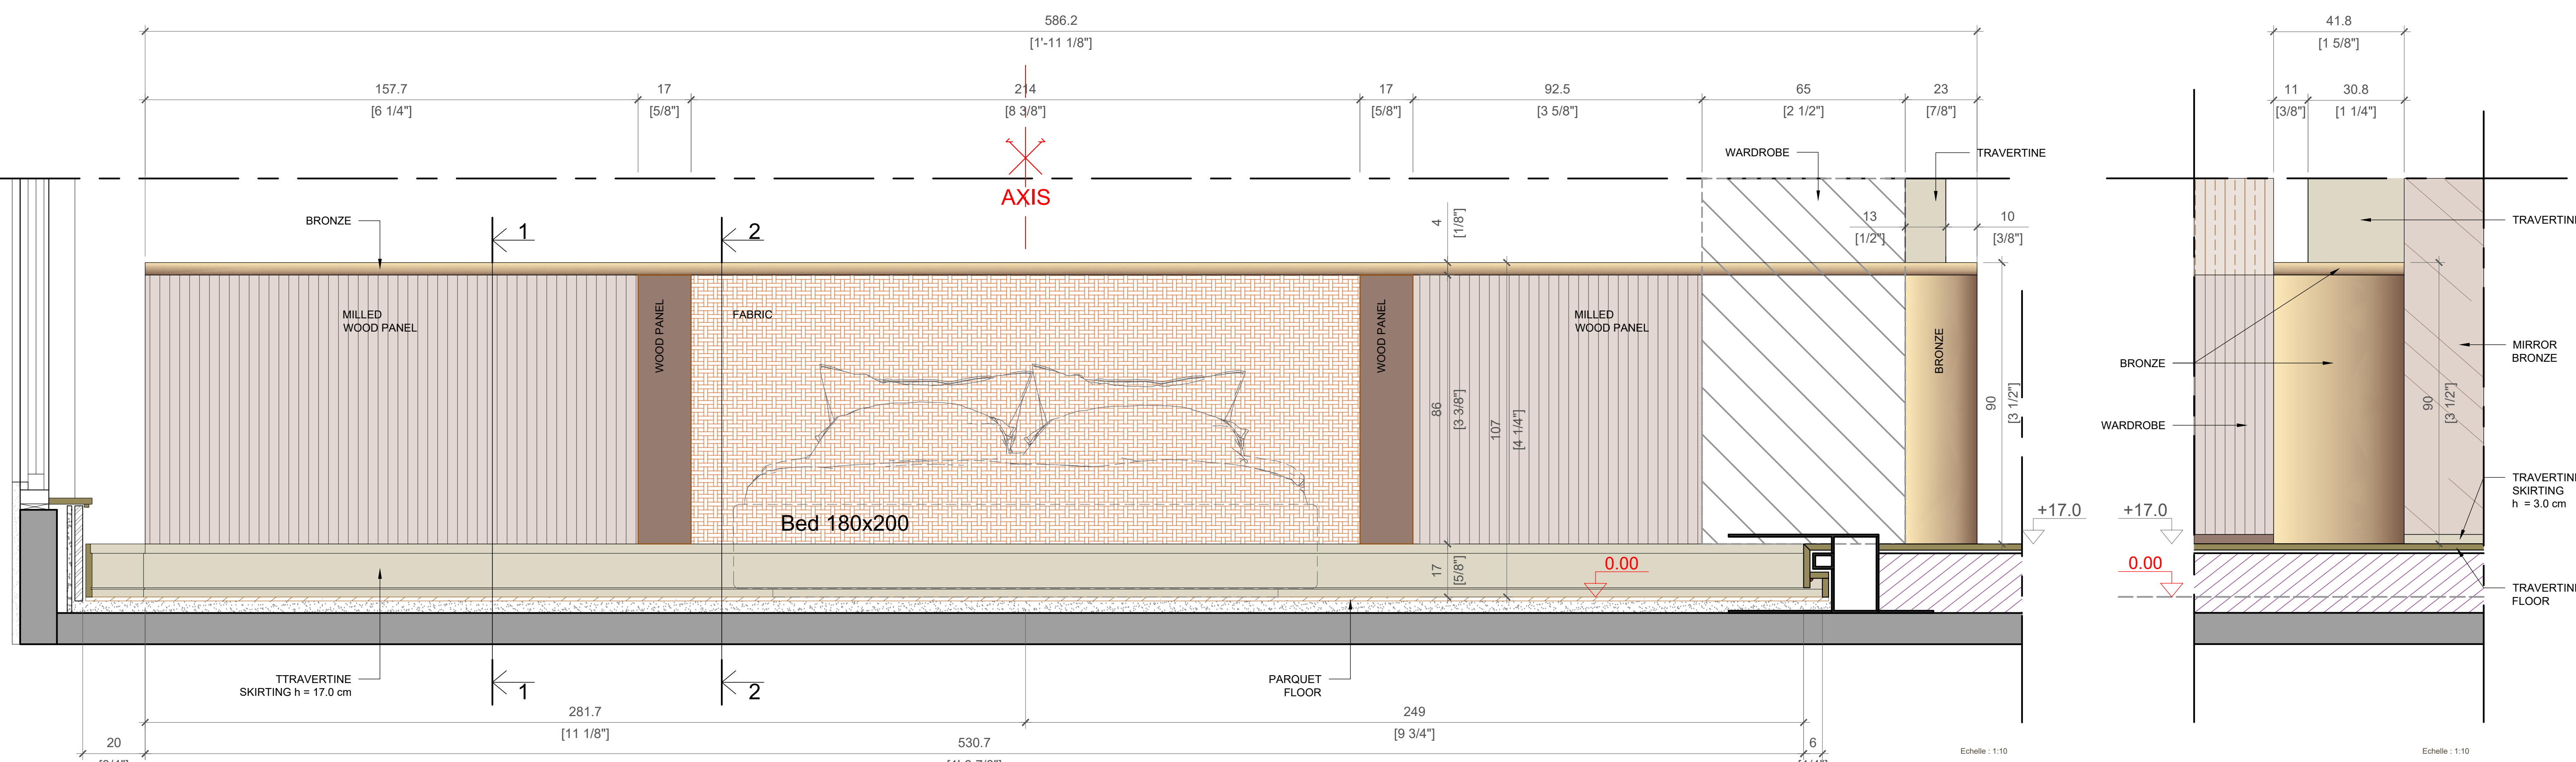 586.2
[1'-11 1/8"]
157.7
[6 1/4"]
17
[5/8"]
214
[8 3/8"]
17
[5/8"]
92.5
[3 5/8"]
65
[2 1/2"]
23
[7/8"]
AXIS
WARDROBE
TRAVERTINE
13
[1/2"]
10
[3/8"]
4
[1/8"]
BRONZE
1
2
MILLED
WOOD PANEL
WOOD PANEL
FABRIC
WOOD PANEL
MILLED
WOOD PANEL
BRONZE
86
[3 3/8"]
107
[4 1/4"]
90
[3 1/2"]
Bed 180x200
+17.0
17
[5/8"]
0.00
TTRAVERTINE
SKIRTING h = 17.0 cm
1
2
PARQUET
FLOOR
281.7
[11 1/8"]
249
[9 3/4"]
20
530.7
6
Echelle : 1:10
41.8
[1 5/8"]
11
[3/8"]
30.8
[1 1/4"]
TRAVERTINE
BRONZE
MIRROR
BRONZE
90
[3 1/2"]
WARDROBE
TRAVERTINE
SKIRTING
h = 3.0 cm
+17.0
0.00
TRAVERTINE
FLOOR
Echelle : 1:10